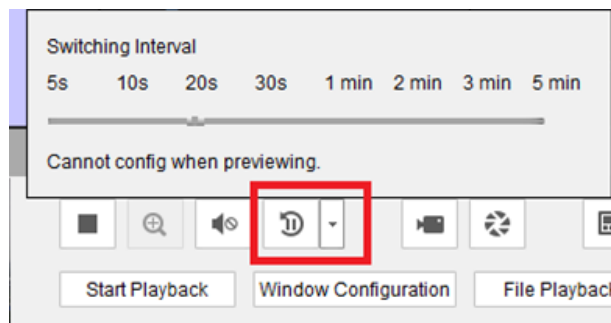 Switching Interval
5s 10s 20s 30s 1 min 2 min 3 min 5 min
Cannot config when previewing.
Start Playback Window Configuration File Playbac